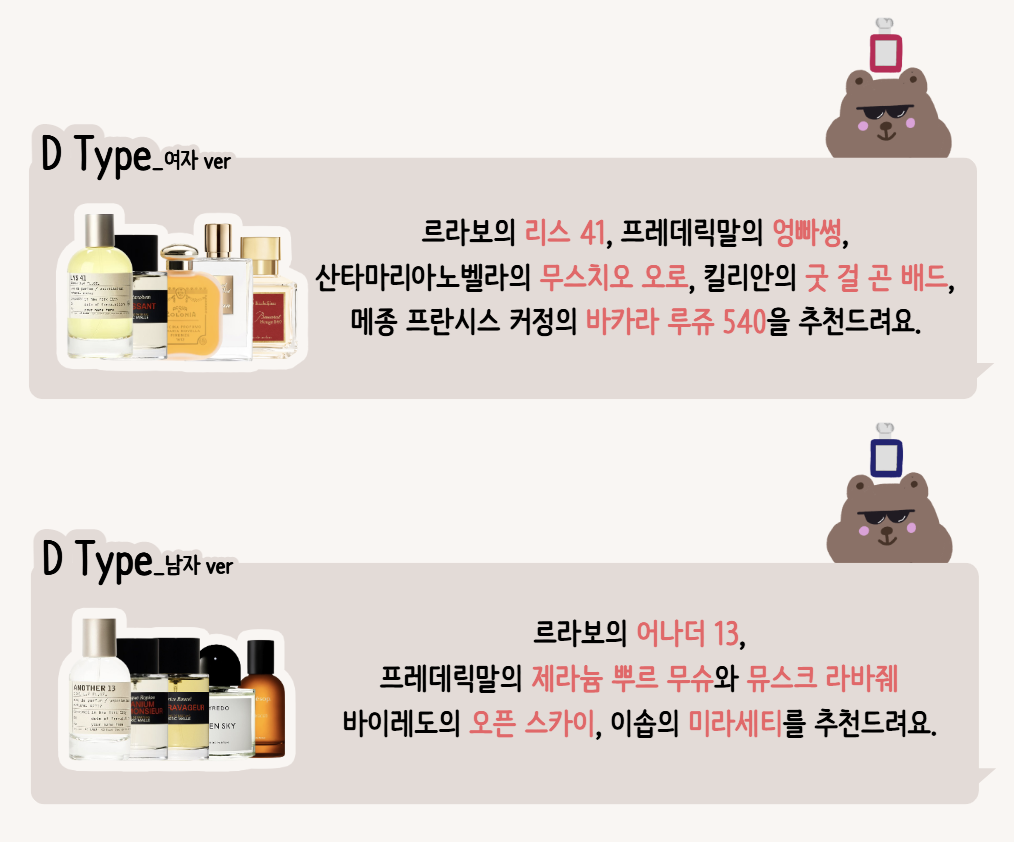 D Type_여자 ver
르라보의 리스 41, 프레데릭말의 엉빠썽,
산타마리아노벨라의 무스치오 오로, 킬리안의 굿 걸 곤 배드,
메종 프란시스 커정의 바카라 루쥬 540을 추천드려요.
LYS 41
COLONIA
D Type_남자 ver
르라보의 어나더 13,
프레데릭말의 제라늄 뿌르 무슈와 뮤스크 라바줴
바이레도의 오픈 스카이, 이솝의 미라세티를 추천드려요.
ANOTHER 13